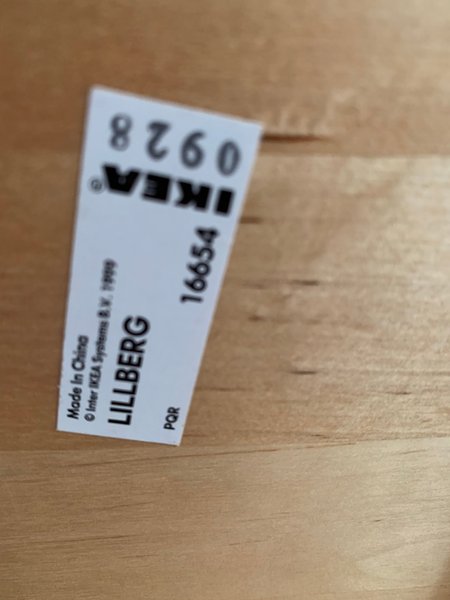 0928
IKEA®
16654
Made in China
© Inter IKEA Systems B.V. 1999
LILLBERG
PQR